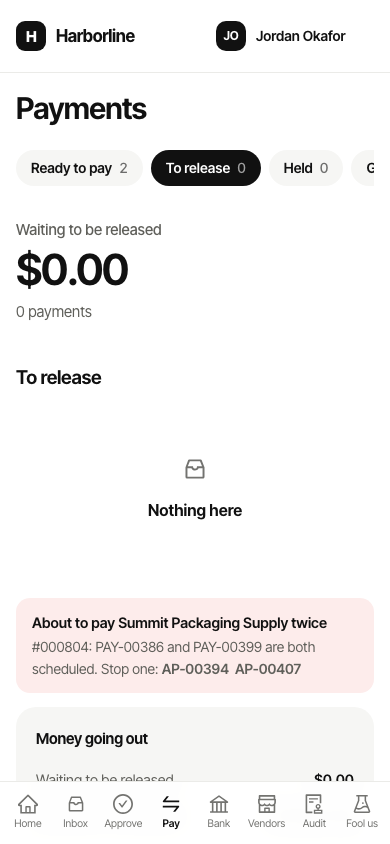 H Harborline JO Jordan Okafor
Payments
Ready to pay 2 To release 0 Held 0
Waiting to be released
$0.00
0 payments
To release
Nothing here
About to pay Summit Packaging Supply twice
#000804: PAY-00386 and PAY-00399 are both
scheduled. Stop one: AP-00394 AP-00407
Money going out
Waiting to be released $0.00
Home Inbox Approve Pay Bank Vendors Audit Fool us